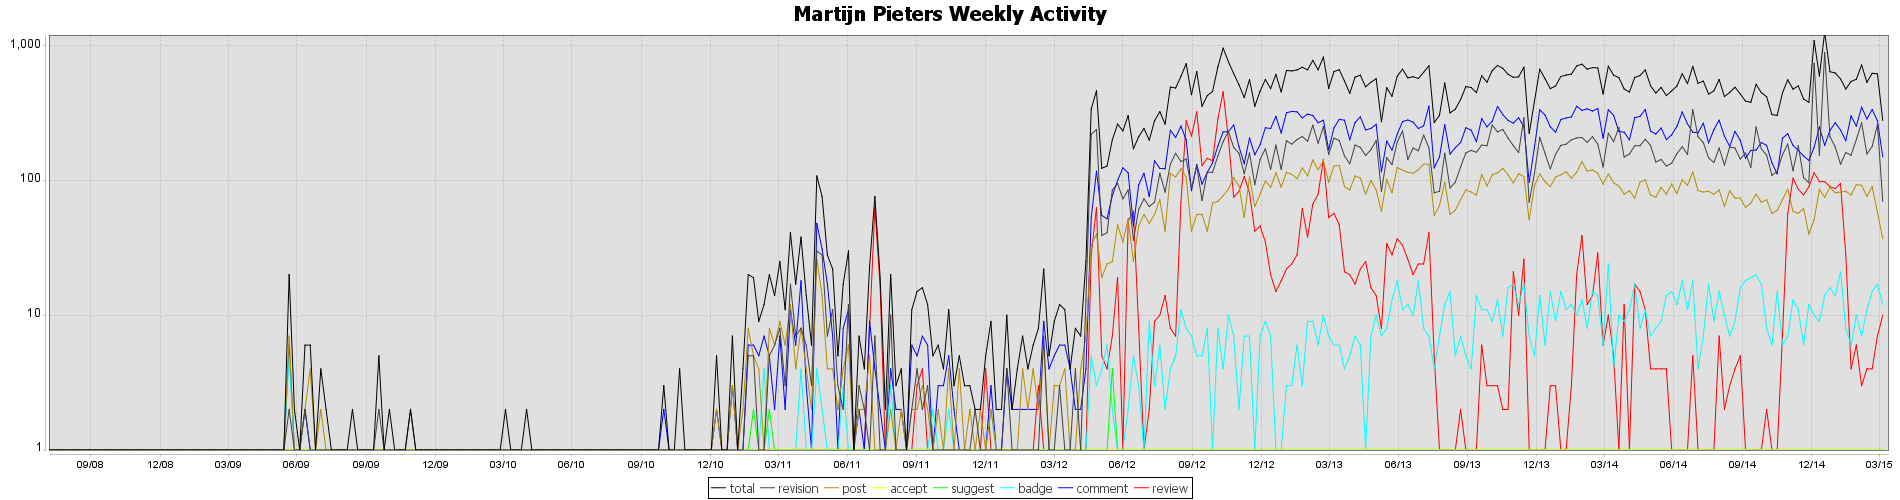 Martijn Pieters Weekly Activity
1,000
100
10
1
09/08 12/08 03/09 06/09 09/09 12/09 03/10 06/10 09/10 12/10 03/11 06/11 09/11 12/11 03/12 06/12 09/12 12/12 03/13 06/13 09/13 12/13 03/14 06/14 09/14 12/14 03/15
total revision post accept suggest badge comment review